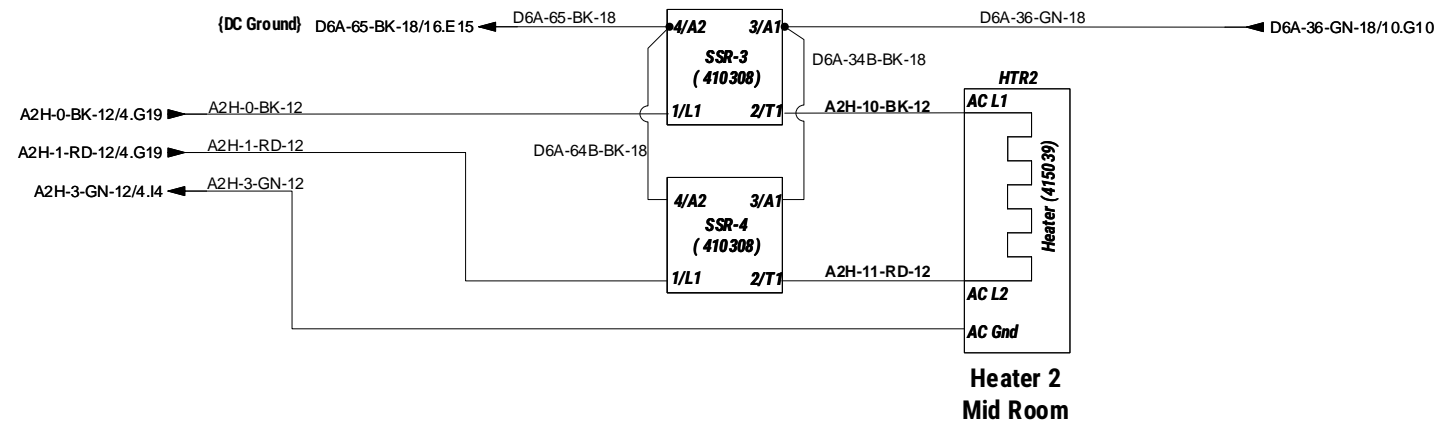 {DC Ground} D6A-65-BK-18/16.E15 D6A-65-BK-18 4/A2 3/A1 D6A-36-GN-18 D6A-36-GN-18/10.G10
SSR-3
( 410308)
D6A-34B-BK-18
HTR2
A2H-0-BK-12/4.G19 A2H-0-BK-12 1/L1 2/T1 A2H-10-BK-12 AC L1
A2H-1-RD-12/4.G19 A2H-1-RD-12 D6A-64B-BK-18
Heater (415039)
A2H-3-GN-12/4.I4 A2H-3-GN-12
4/A2 3/A1
SSR-4
( 410308)
1/L1 2/T1 A2H-11-RD-12
AC L2
AC Gnd
Heater 2
Mid Room